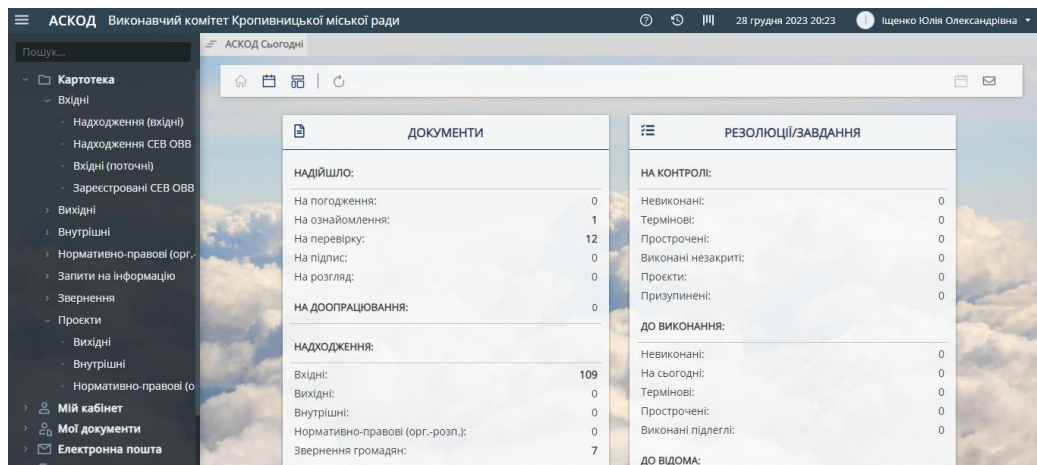 АСКОД Виконавчий комітет Кропивницької міської ради
28 грудня 2023 20:23
Іщенко Юлія Олександрівна
Пошук...
АСКОД Сьогодні
Картотека
Вхідні
Надходження (вхідні)
Надходження СЕВ ОВВ
Вхідні (поточні)
Зареєстровані СЕВ ОВВ
Вихідні
Внутрішні
Нормативно-правові (орг.-
Запити на інформацію
Звернення
Проєкти
Вихідні
Внутрішні
Нормативно-правові (о
Мій кабінет
Мої документи
Електронна пошта
ДОКУМЕНТИ
НАДІЙШЛО:
На погодження: 0
На ознайомлення: 1
На перевірку: 12
На підпис: 0
На розгляд: 0
НА ДООПРАЦЮВАННЯ: 0
НАДХОДЖЕННЯ:
Вхідні: 109
Вихідні: 0
Внутрішні: 0
Нормативно-правові (орг.-розп.): 0
Звернення громадян: 7
РЕЗОЛЮЦІЇ/ЗАВДАННЯ
НА КОНТРОЛІ:
Невиконані: 0
Термінові: 0
Прострочені: 0
Виконані незакриті: 0
Проєкти: 0
Призупинені: 0
ДО ВИКОНАННЯ:
Невиконані: 0
На сьогодні: 0
Термінові: 0
Прострочені: 0
Виконані підлеглі: 0
ДО ВІДОМА: